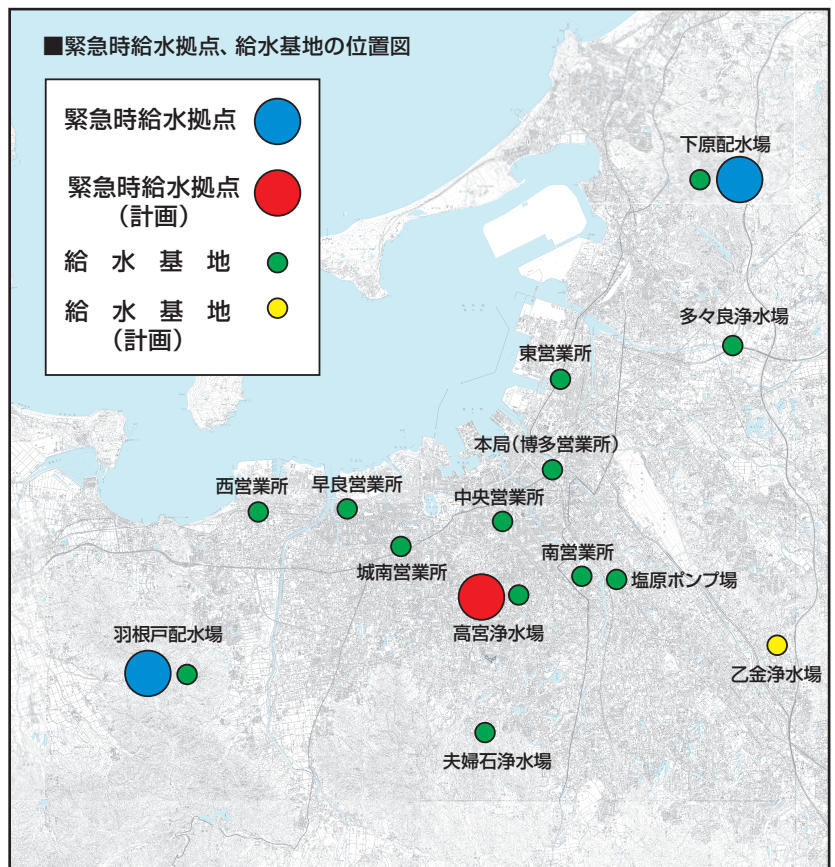 ■緊急時給水拠点、給水基地の位置図
緊急時給水拠点
緊急時給水拠点
（計画）
給水基地
給水基地
（計画）
下原配水場
多々良浄水場
東営業所
本局（博多営業所）
西営業所
早良営業所
中央営業所
城南営業所
南営業所
塩原ポンプ場
高宮浄水場
羽根戸配水場
乙金浄水場
夫婦石浄水場